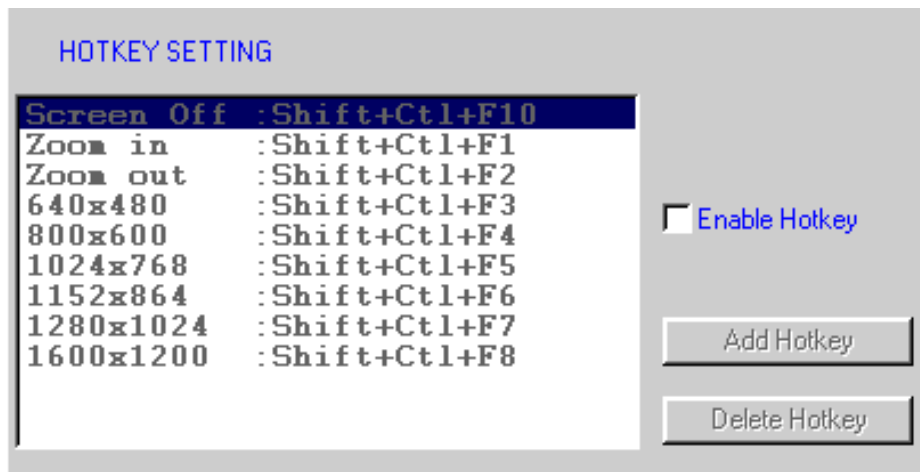 HOTKEY SETTING
Screen Off :Shift+Ctl+F10
Zoom in :Shift+Ctl+F1
Zoom out :Shift+Ctl+F2
640x480 :Shift+Ctl+F3
800x600 :Shift+Ctl+F4
1024x768 :Shift+Ctl+F5
1152x864 :Shift+Ctl+F6
1280x1024 :Shift+Ctl+F7
1600x1200 :Shift+Ctl+F8
Enable Hotkey
Add Hotkey
Delete Hotkey